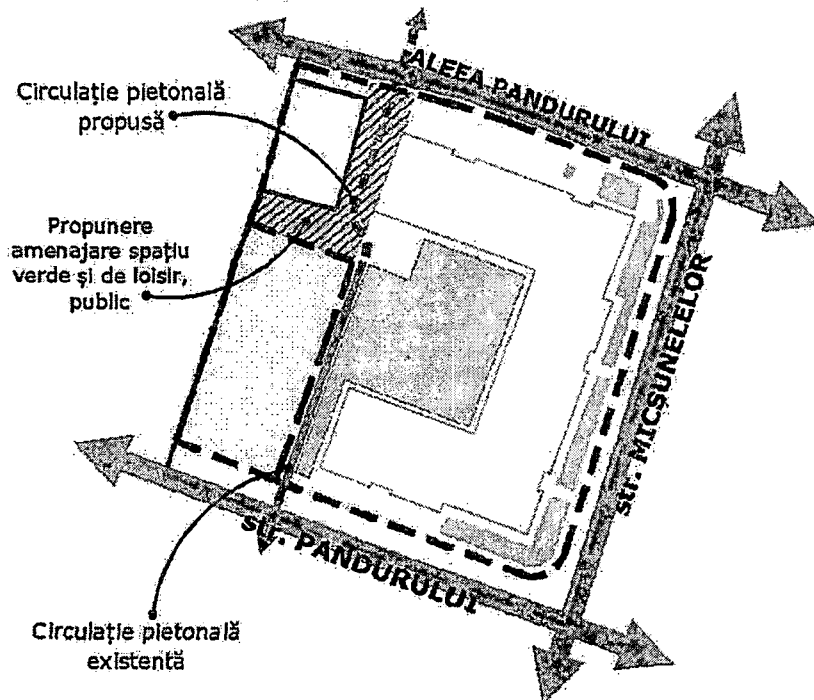 ALEEA PANDURULUI
Circulație pietonală
propusă
Propunere
amenajare spațiu
verde și de loisir,
public
str. MICȘUNELELOR
str. PANDURULUI
Circulație pietonală
existentă